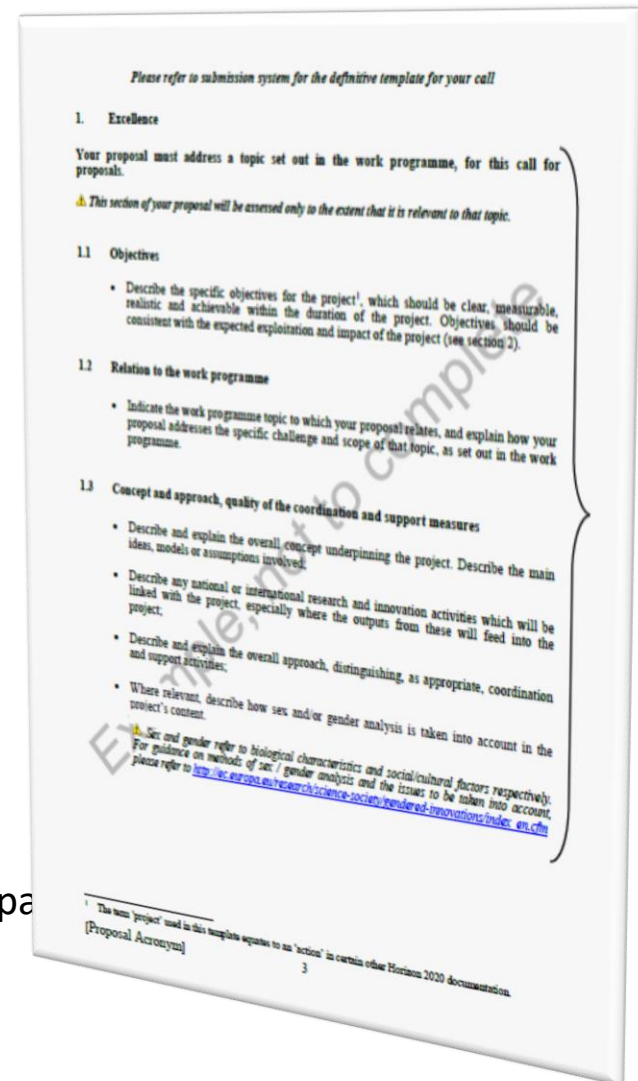 Please refer to submission system for the definitive template for your call
1. Excellence
Your proposal must address a topic set out in the work programme, for this call for
proposals.
This section of your proposal will be assessed only to the extent that it is relevant to that topic.
1.1 Objectives
• Describe the specific objectives for the project¹, which should be clear, measurable,
realistic and achievable within the duration of the project. Objectives should be
consistent with the expected exploitation and impact of the project (see section 2).
1.2 Relation to the work programme
• Indicate the work programme topic to which your proposal relates, and explain how your
proposal addresses the specific challenge and scope of that topic, as set out in the work
programme.
1.3 Concept and approach, quality of the coordination and support measures
• Describe and explain the overall concept underpinning the project. Describe the main
ideas, models or assumptions involved;
• Describe any national or international research and innovation activities which will be
linked with the project, especially where the outputs from these will feed into the
project;
• Describe and explain the overall approach, distinguishing, as appropriate, coordination
and support activities;
• Where relevant, describe how sex and/or gender analysis is taken into account in the
project's content.
Sex and gender refer to biological characteristics and social/cultural factors respectively.
For guidance on methods of sex / gender analysis and the issues to be taken into account,
please refer to http://ec.europa.eu/research/science-society/gendered-innovations/index_en.cfm
Example, not to complete
pa
¹ The term 'project' used in this template equates to an 'action' in certain other Horizon 2020 documentation.
[Proposal Acronym]
3